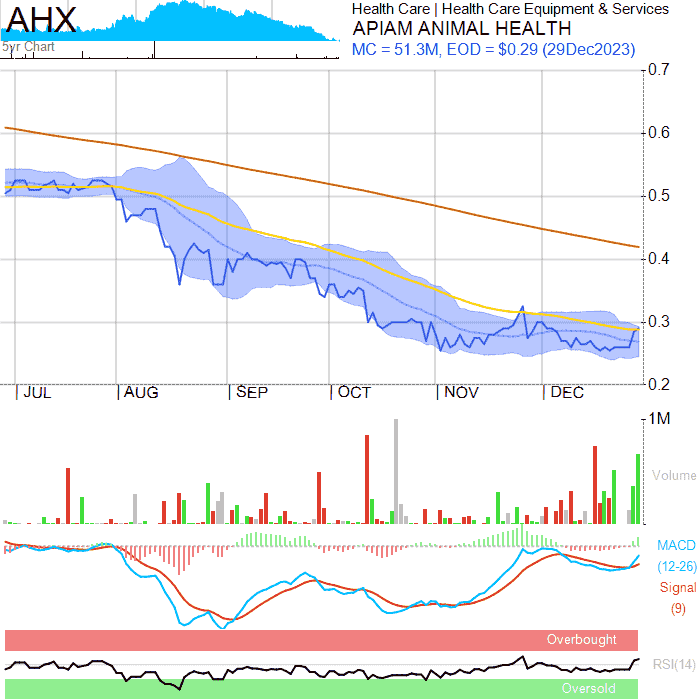 AHX
5yr Chart
Health Care | Health Care Equipment & Services
APIAM ANIMAL HEALTH
MC = 51.3M, EOD = $0.29 (29Dec2023)
0.7
0.6
0.5
0.4
0.3
0.2
JUL AUG SEP OCT NOV DEC
1M
Volume
MACD
(12-26)
Signal
(9)
Overbought
RSI(14)
Oversold